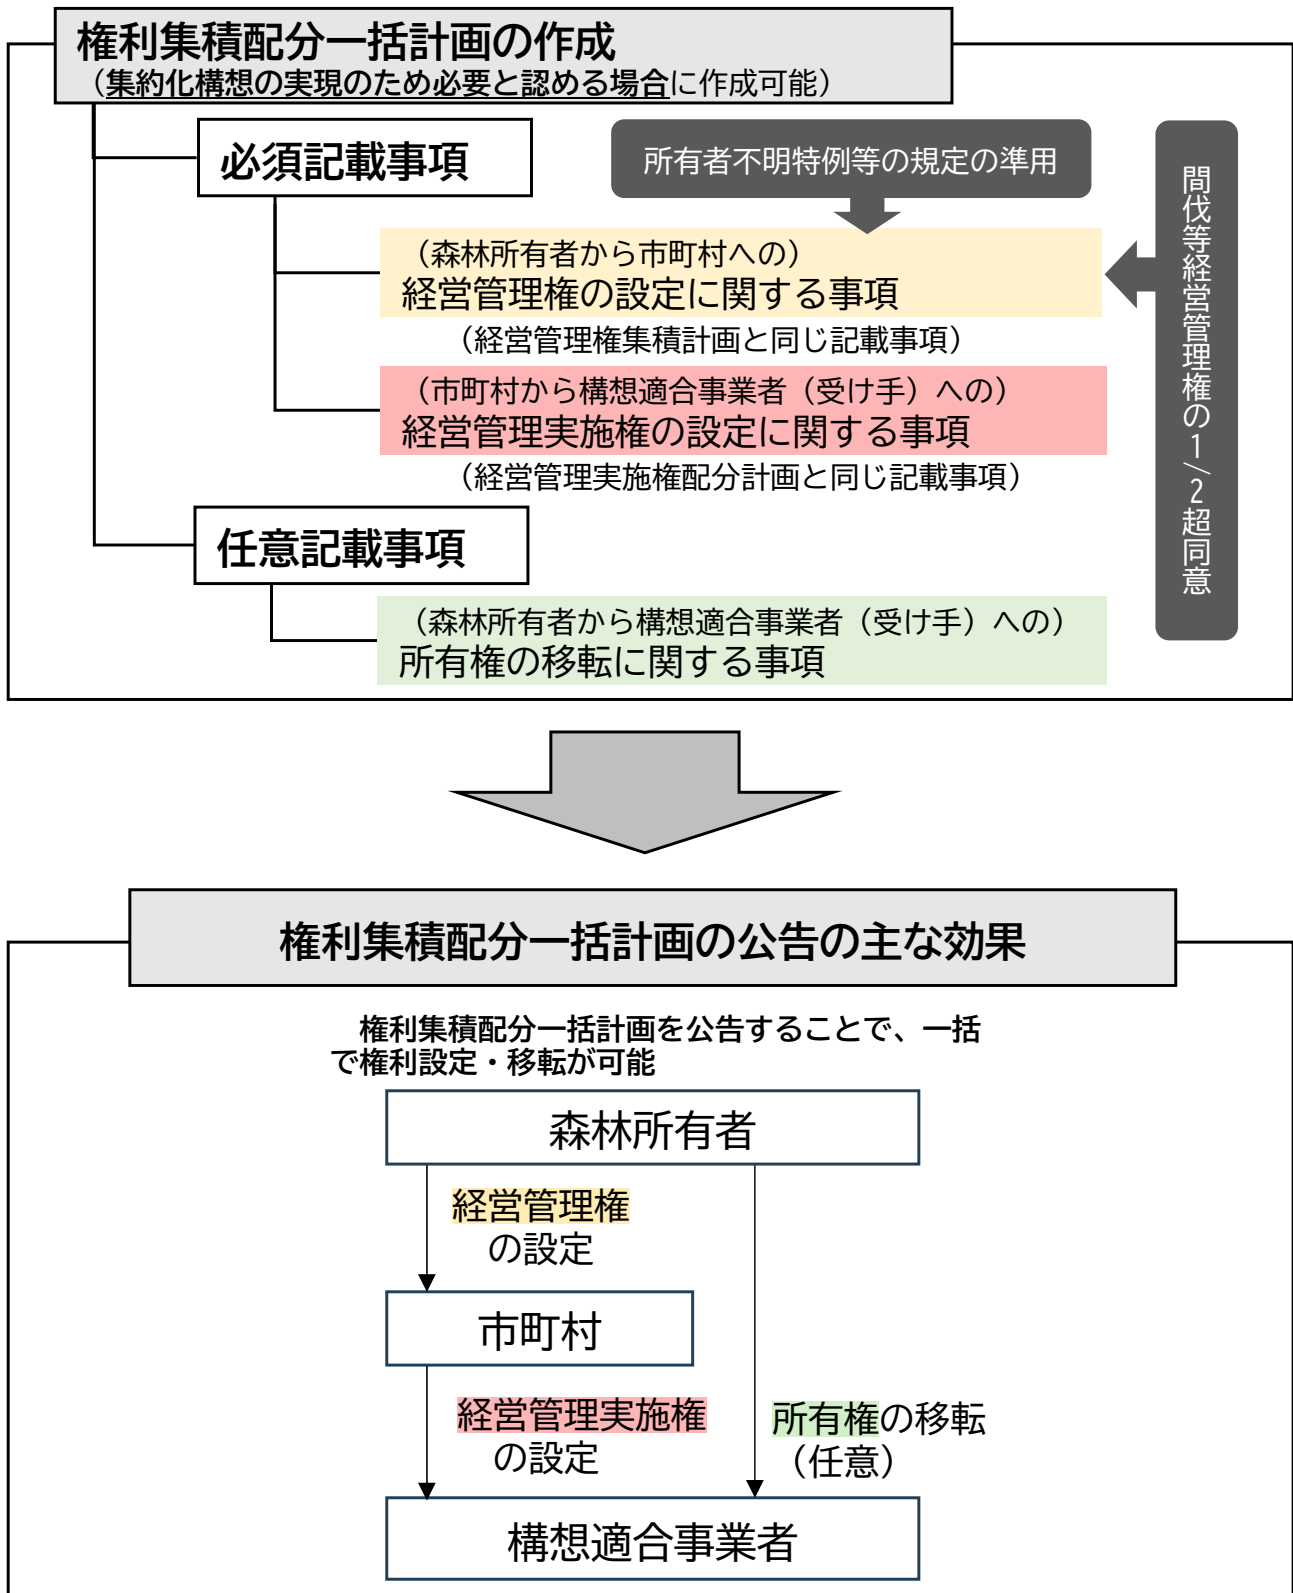 権利集積配分一括計画の作成
（集約化構想の実現のため必要と認める場合に作成可能）
必須記載事項
所有者不明特例等の規定の準用
（森林所有者から市町村への）
経営管理権の設定に関する事項
（経営管理権集積計画と同じ記載事項）
（市町村から構想適合事業者（受け手）への）
経営管理実施権の設定に関する事項
（経営管理実施権配分計画と同じ記載事項）
間伐等経営管理権の1/2超同意
任意記載事項
（森林所有者から構想適合事業者（受け手）への）
所有権の移転に関する事項
権利集積配分一括計画の公告の主な効果
権利集積配分一括計画を公告することで、一括
で権利設定・移転が可能
森林所有者
経営管理権
の設定
市町村
経営管理実施権
の設定
所有権の移転
（任意）
構想適合事業者